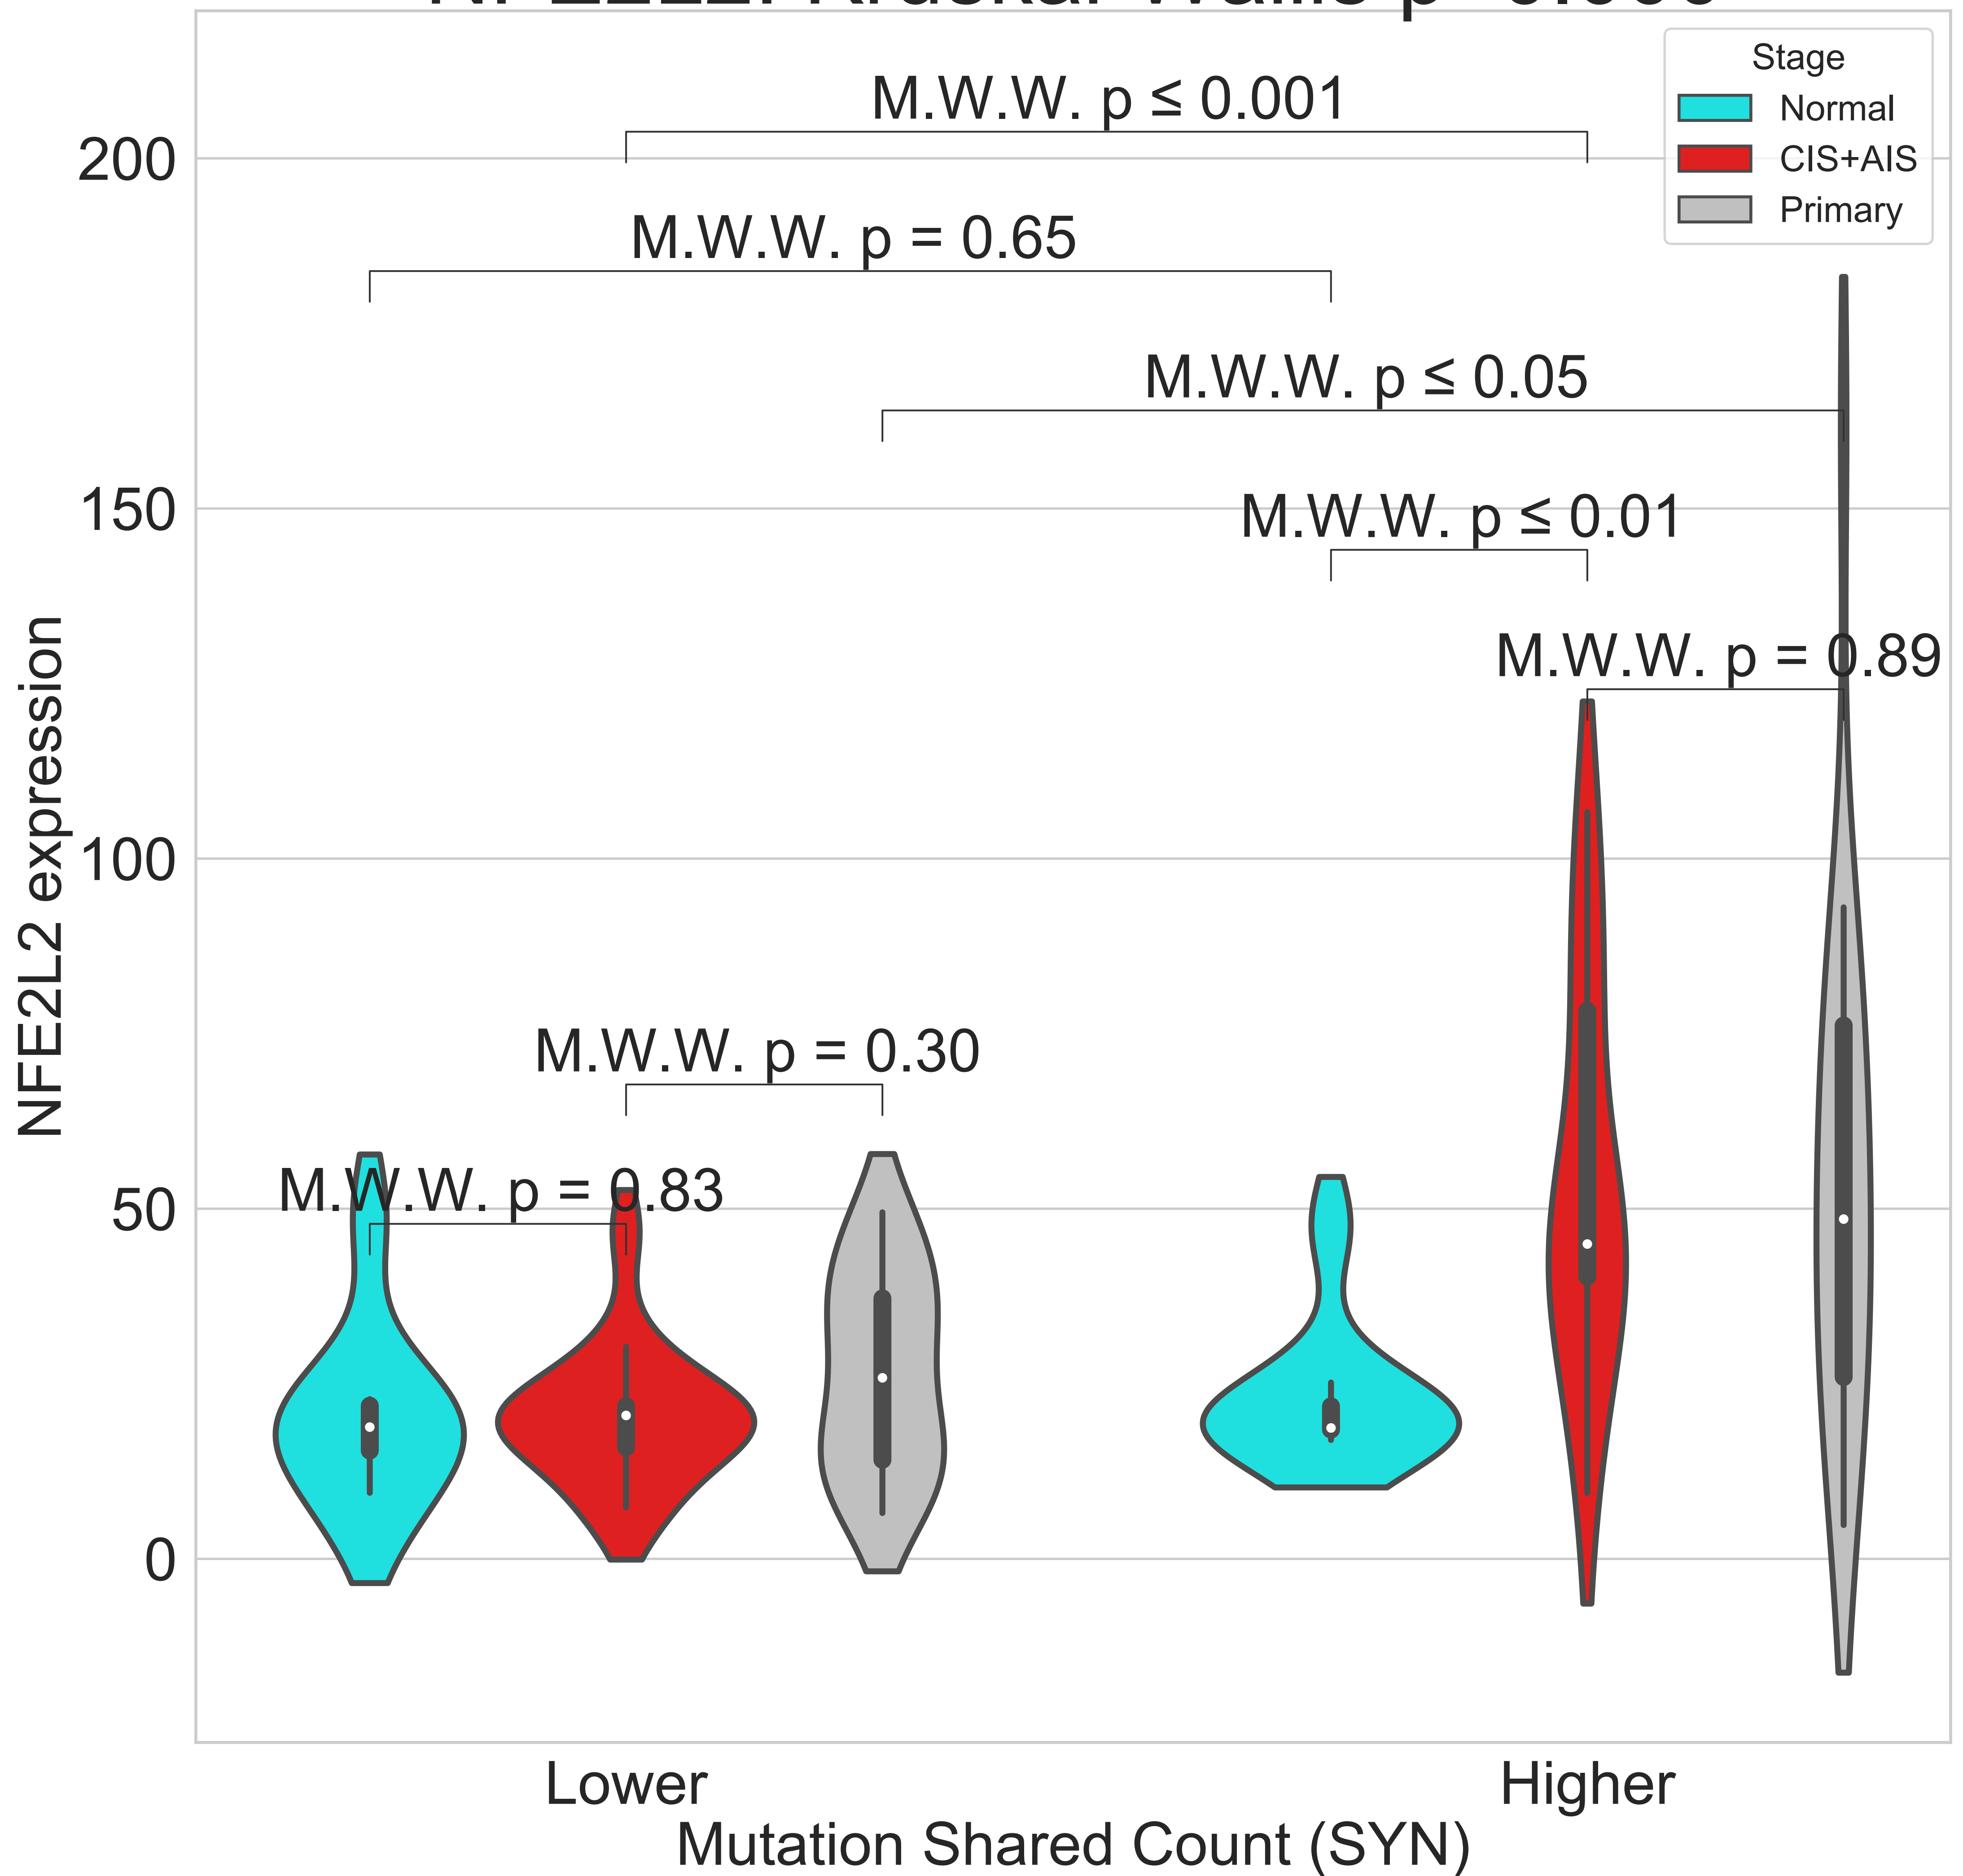 Stage
Normal
CIS+AIS
Primary
M.W.W. p ≤ 0.001
M.W.W. p = 0.65
M.W.W. p ≤ 0.05
M.W.W. p ≤ 0.01
M.W.W. p = 0.89
M.W.W. p = 0.30
M.W.W. p = 0.83
200
150
100
50
0
NFE2L2 expression
Lower
Higher
Mutation Shared Count (SYN)